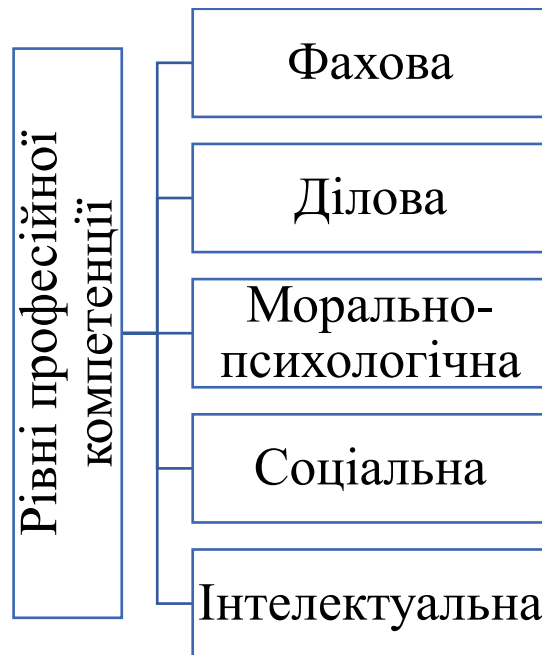 Рівні професійної
компетенції
Фахова
Ділова
Морально-
психологічна
Соціальна
Інтелектуальна